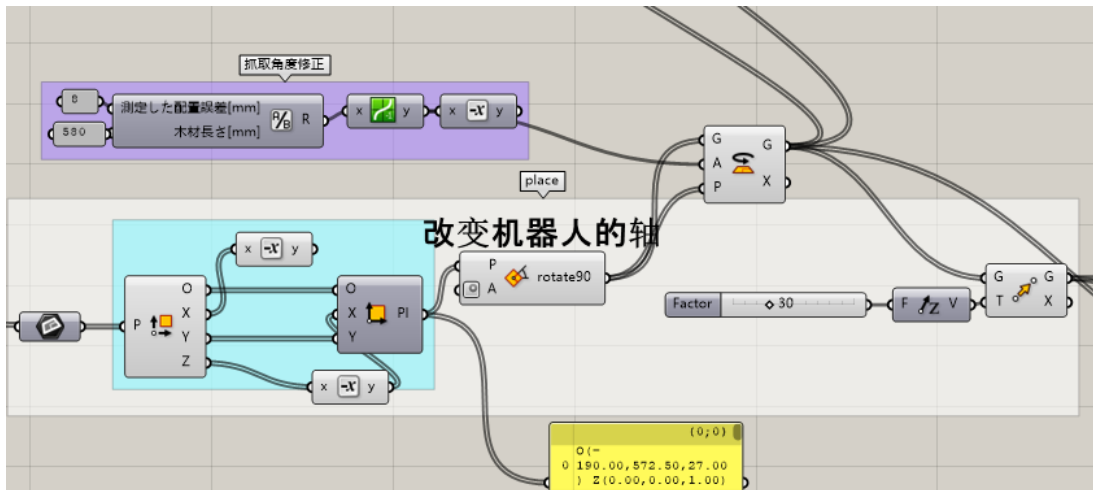 抓取角度修正
8
測定した配置誤差[mm]
A/B
R
x
y
x
-x
y
580
木材長さ[mm]
G
G
A
P
X
place
改变机器人的轴
x
-x
y
P
O
X
Y
Z
O
X
Y
Pl
P
A
rotate90
Factor
30
F
Z
V
G
G
T
X
x
-x
y
(0;0)
O(-
0 190.00,572.50,27.00
) Z(0.00,0.00,1.00)